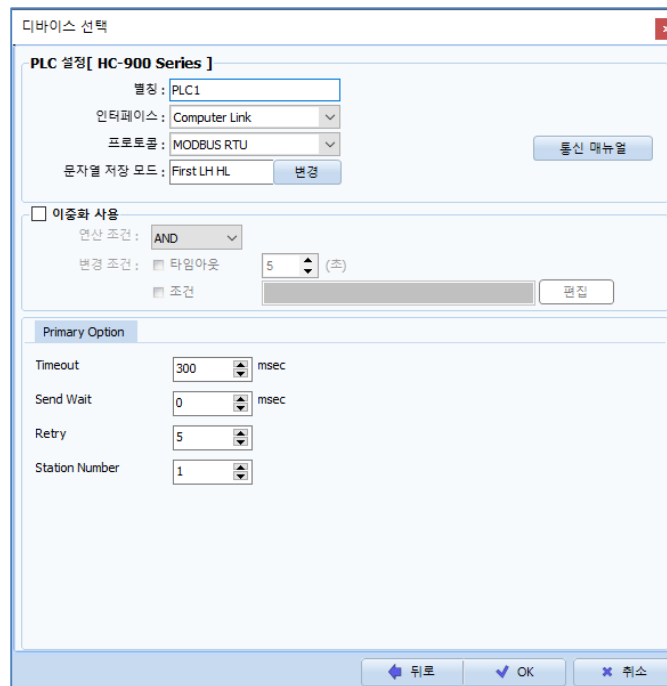 디바이스 선택
PLC 설정[ HC-900 Series ]
별칭 : PLC1
인터페이스 : Computer Link
프로토콜 : MODBUS RTU
통신 매뉴얼
문자열 저장 모드 : First LH HL 변경
이중화 사용
연산 조건 : AND
변경 조건 : 타임아웃 5 (초)
조건 편집
Primary Option
Timeout 300 msec
Send Wait 0 msec
Retry 5
Station Number 1
뒤로 OK 취소